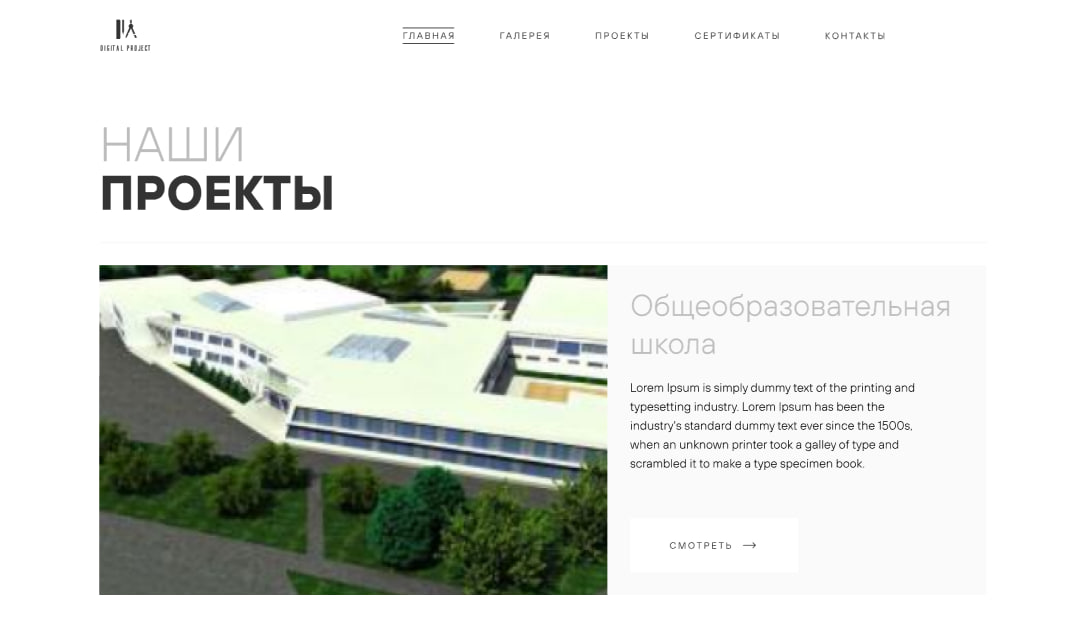 DIGITAL PROJECT
ГЛАВНАЯ ГАЛЕРЕЯ ПРОЕКТЫ СЕРТИФИКАТЫ КОНТАКТЫ
НАШИ
ПРОЕКТЫ
Общеобразовательная
школа
Lorem Ipsum is simply dummy text of the printing and
typesetting industry. Lorem Ipsum has been the
industry's standard dummy text ever since the 1500s,
when an unknown printer took a galley of type and
scrambled it to make a type specimen book.
СМОТРЕТЬ →